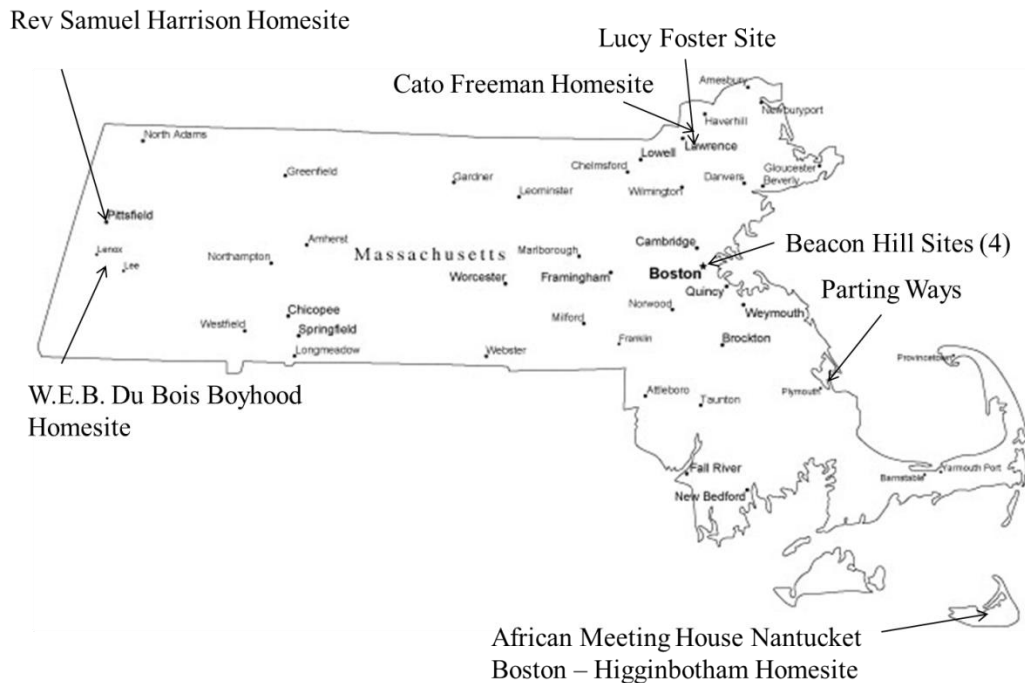 Rev Samuel Harrison Homesite
Lucy Foster Site
Cato Freeman Homesite
Amesbury
Newburyport
Haverhill
North Adams
Lawrence
Lowell
Chelmsford
Gloucester
Greenfield
Gardner
Danvers
Beverly
Wilmington
Leominster
Pittsfield
Amherst
Cambridge
Beacon Hill Sites (4)
Lenox
Northampton
Massachusetts
Marlborough
Lee
Boston
Worcester
Framingham
Quincy
Parting Ways
Norwood
Chicopee
Weymouth
Westfield
Springfield
Milford
Franklin
Brockton
Longmeadow
Webster
Provincetown
W.E.B. Du Bois Boyhood
Homesite
Attleboro
Plymouth
Taunton
Fall River
Barnstable
Yarmouth Port
New Bedford
African Meeting House Nantucket
Boston – Higginbotham Homesite